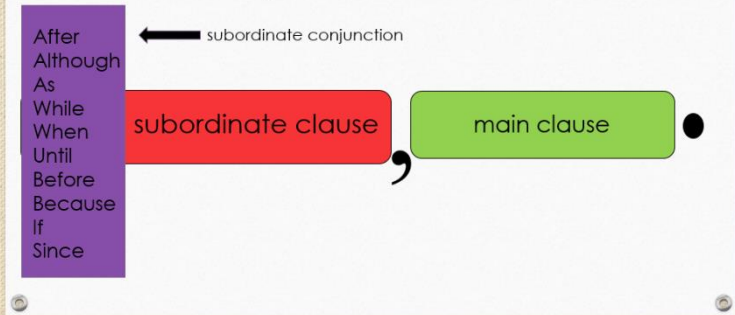 After
Although
As
While
When
Until
Before
Because
If
Since
subordinate conjunction
subordinate clause
,
main clause
.